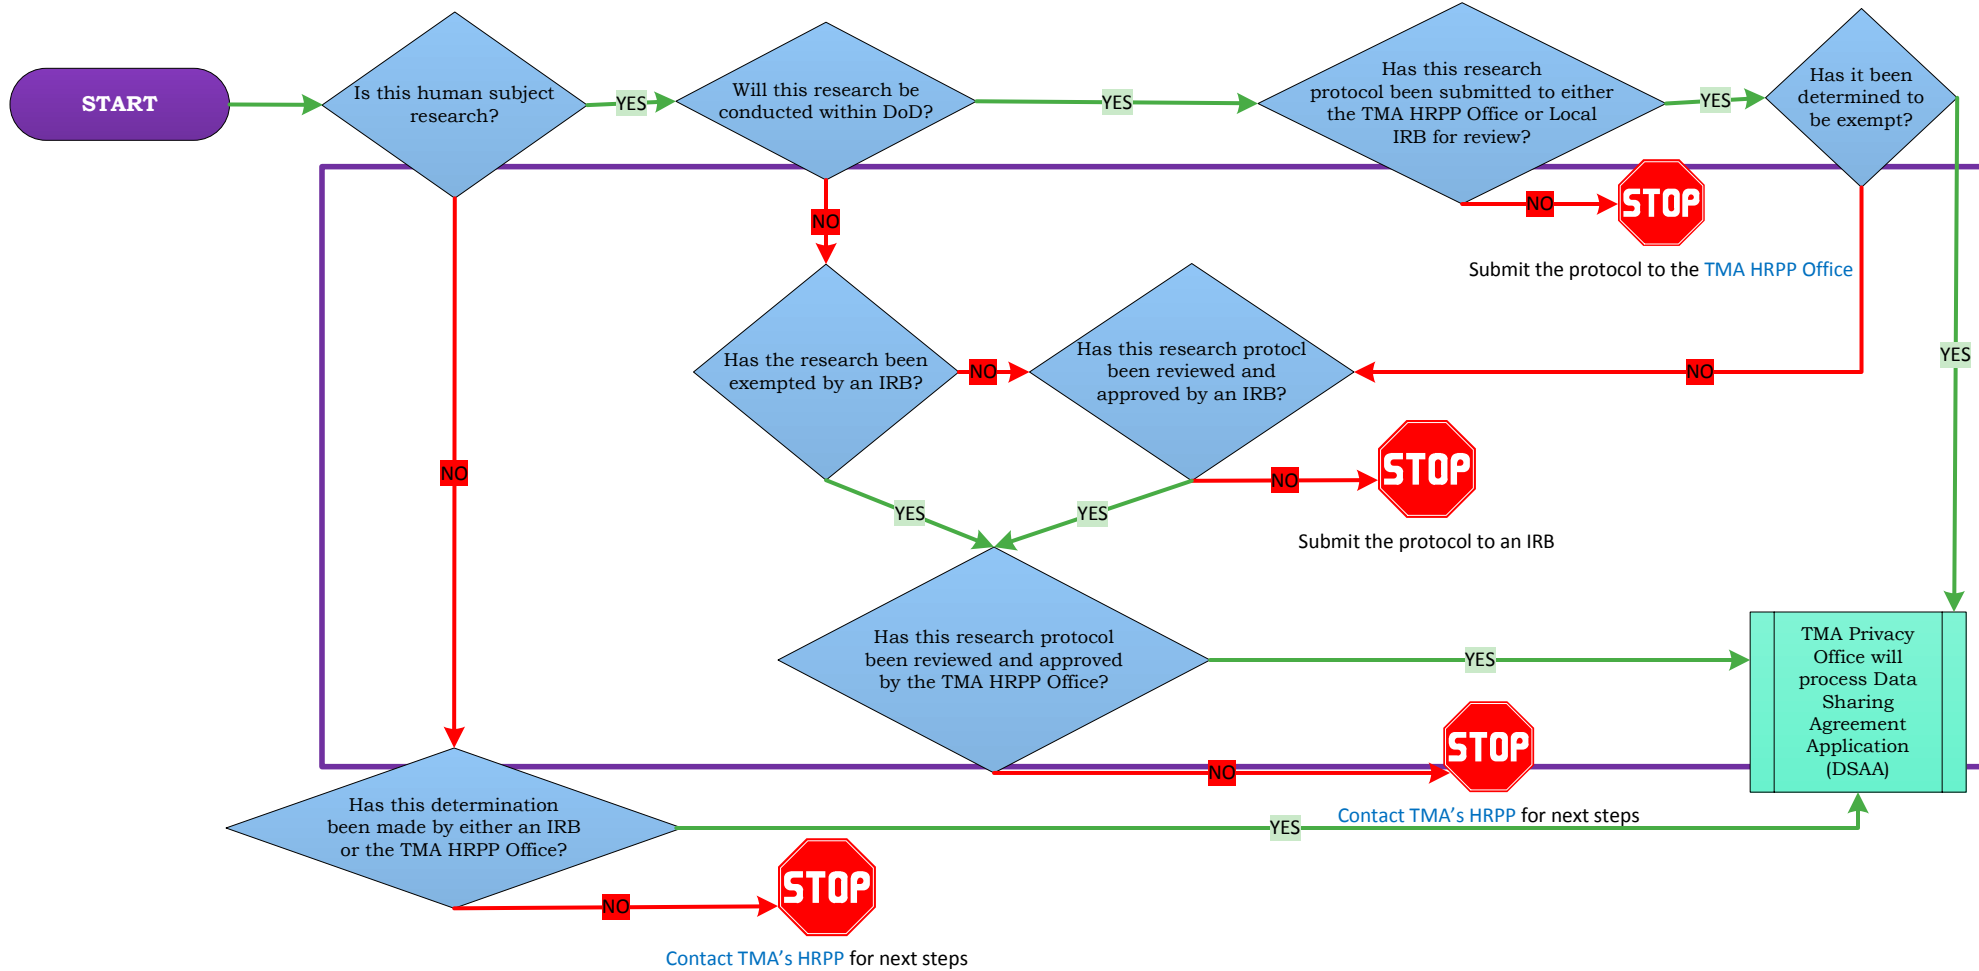 START
Is this human subject
research?
YES
Will this research be
conducted within DoD?
YES
Has this research
protocol been submitted to either
the TMA HRPP Office or Local
IRB for review?
YES
Has it been
determined to
be exempt?
NO
STOP
Submit the protocol to the TMA HRPP Office
NO
Has the research been
exempted by an IRB?
NO
Has this research protocl
been reviewed and
approved by an IRB?
NO
YES
NO
NO
STOP
Submit the protocol to an IRB
YES
YES
Has this research protocol
been reviewed and approved
by the TMA HRPP Office?
YES
TMA Privacy
Office will
process Data
Sharing
Agreement
Application
(DSAA)
NO
STOP
Contact TMA's HRPP for next steps
Has this determination
been made by either an IRB
or the TMA HRPP Office?
YES
NO
STOP
Contact TMA's HRPP for next steps